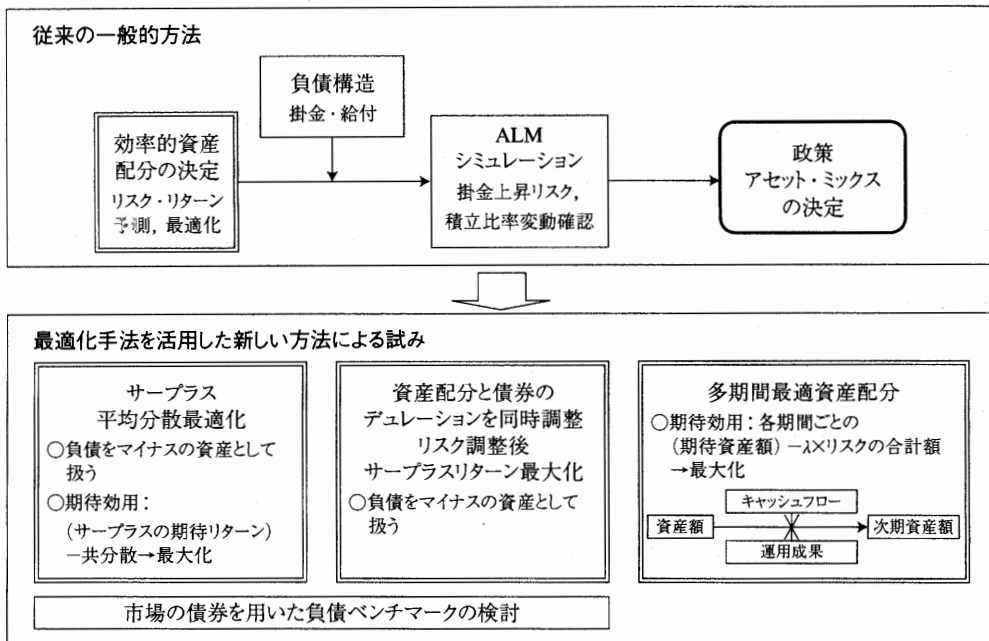 従来の一般的方法
負債構造
掛金・給付
効率的資産
配分の決定
リスク・リターン
予測, 最適化
ALM
シミュレーション
掛金上昇リスク,
積立比率変動確認
政策
アセット・ミックス
の決定
最適化手法を活用した新しい方法による試み
サープラス
平均分散最適化
○負債をマイナスの資産として
扱う
○期待効用:
(サープラスの期待リターン)
−共分散→最大化
資産配分と債券の
デュレーションを同時調整
リスク調整後
サープラスリターン最大化
○負債をマイナスの資産として
扱う
多期間最適資産配分
○期待効用:各期間ごとの
(期待資産額)−λ×リスクの合計額
→最大化
キャッシュフロー
資産額
次期資産額
運用成果
市場の債券を用いた負債ベンチマークの検討